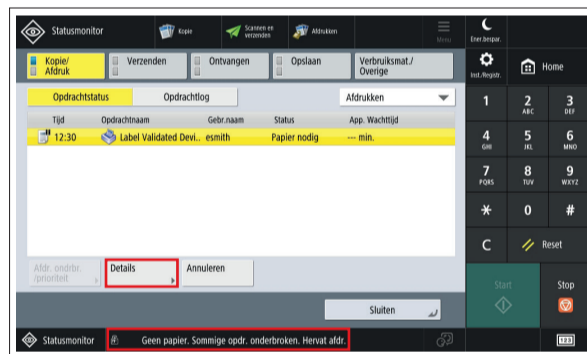 Statusmonitor
Kopie
Scannen en verzenden
Afdrukken
Menu
Ener.bespar.
Kopie/
Afdruk
Verzenden
Ontvangen
Opslaan
Verbruiksmat./
Overige
Inst./Registr.
Home
Opdrachtstatus
Opdrachtlog
Afdrukken
Tijd Opdrachtnaam Gebr.naam Status App. Wachttijd
12:30 Label Validated Devi.. esmith Papier nodig --- min.
1
2 ABC
3 DEF
4 GHI
5 JKL
6 MNO
7 PQRS
8 TUV
9 WXYZ
* 0 #
C
Reset
Afdr. ondrbr.
/prioriteit
Details
Annuleren
Start
Stop
Sluiten
Statusmonitor
Geen papier. Sommige opdr. onderbroken. Hervat afdr.
123